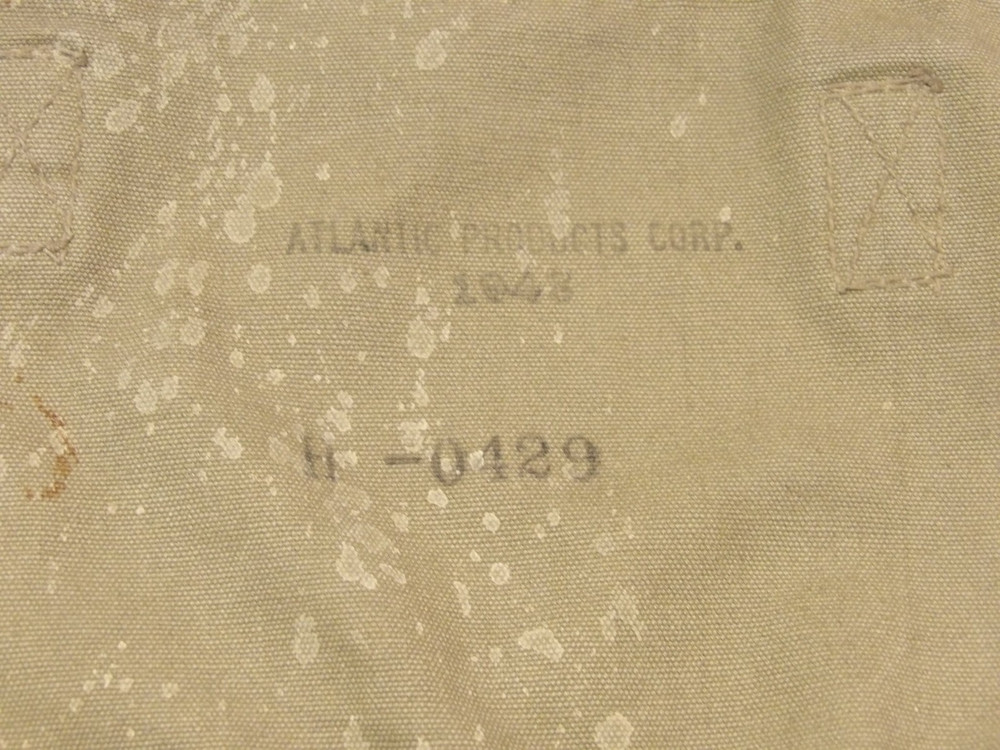 ATLANTIC PRODUCTS CORP.
1943
H -0429